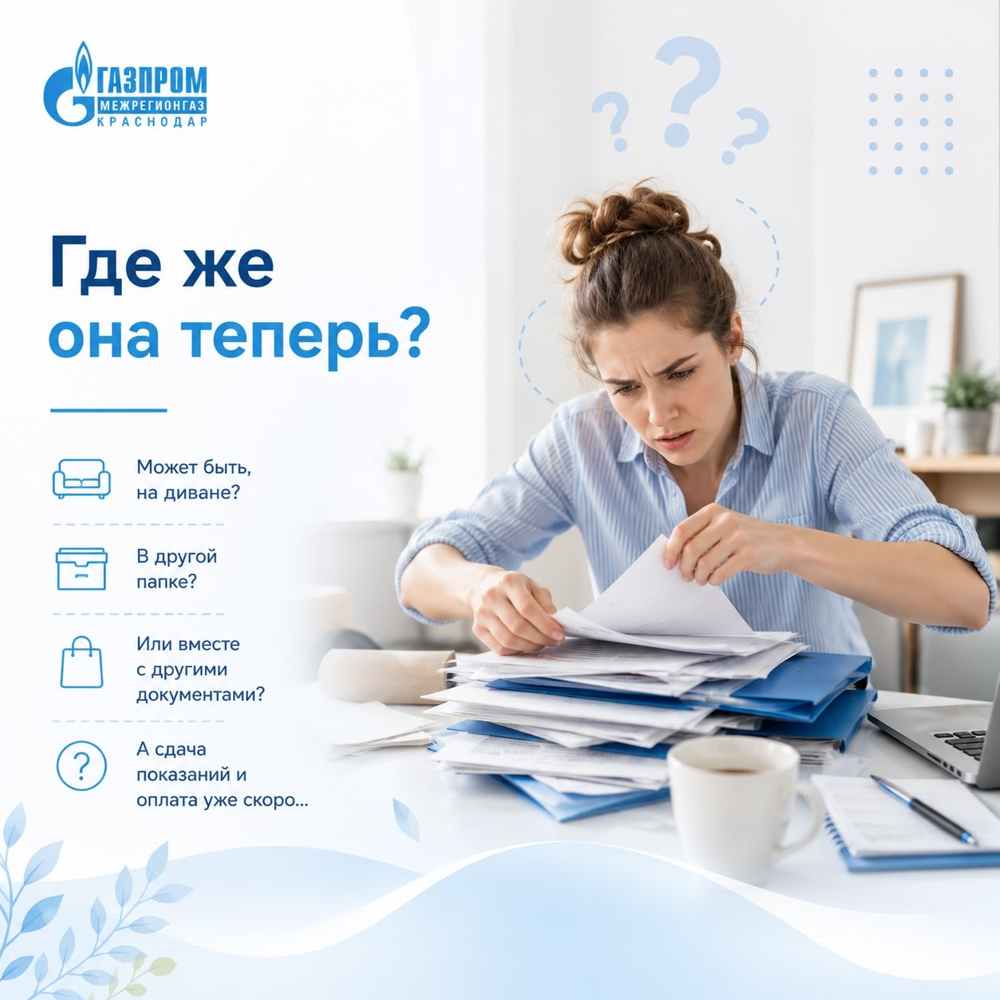 ГАЗПРОМ
МЕЖРЕГИОНГАЗ
КРАСНОДАР
Где же
она теперь?
Может быть,
на диване?
В другой
папке?
Или вместе
с другими
документами?
?
А сдача
показаний и
оплата уже скоро...
? ? ?